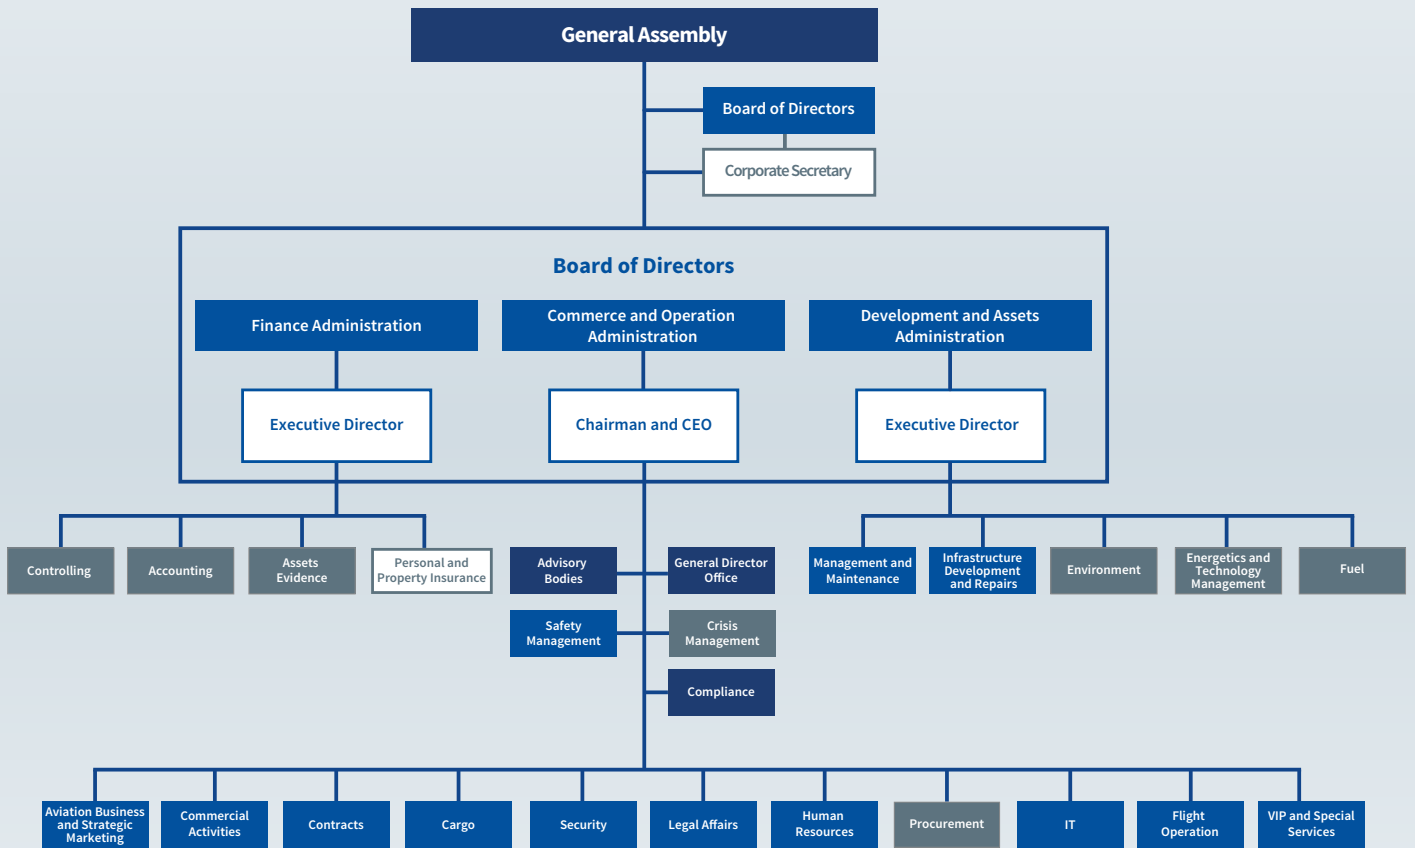 General Assembly
Board of Directors
Corporate Secretary
Board of Directors
Finance Administration
Commerce and Operation
Administration
Development and Assets
Administration
Executive Director
Chairman and CEO
Executive Director
Controlling
Accounting
Assets
Evidence
Personal and
Property Insurance
Advisory
Bodies
General Director
Office
Management and
Maintenance
Infrastructure
Development
and Repairs
Environment
Energetics and
Technology
Management
Fuel
Safety
Management
Crisis
Management
Compliance
Aviation Business
and Strategic
Marketing
Commercial
Activities
Contracts
Cargo
Security
Legal Affairs
Human
Resources
Procurement
IT
Flight
Operation
VIP and Special
Services